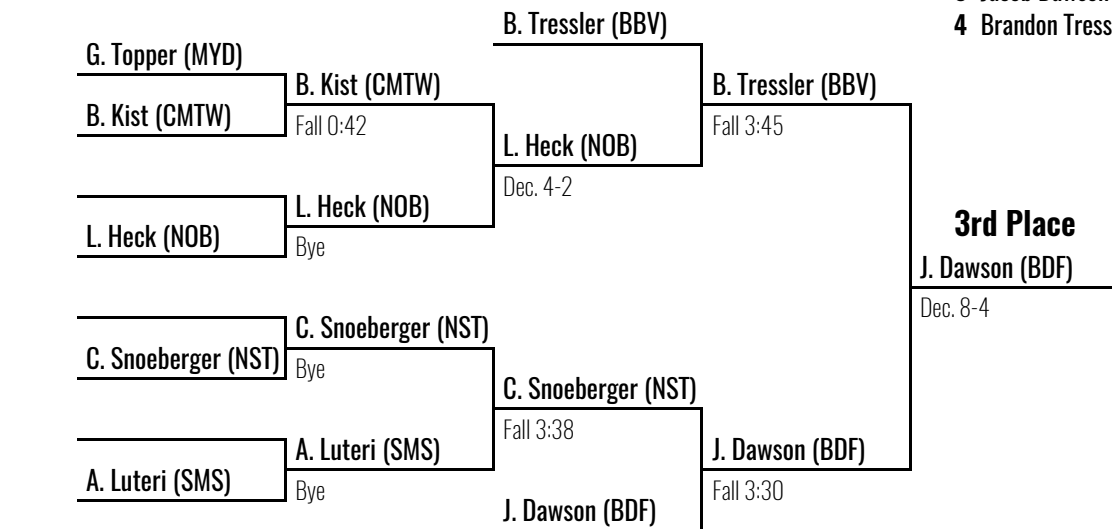 4 Brandon Tress
B. Tressler (BBV)
G. Topper (MYD)
B. Kist (CMTW)
B. Tressler (BBV)
B. Kist (CMTW)
Fall 0:42
Fall 3:45
L. Heck (NOB)
Dec. 4-2
L. Heck (NOB)
L. Heck (NOB)
Bye
3rd Place
J. Dawson (BDF)
Dec. 8-4
C. Snoeberger (NST)
C. Snoeberger (NST)
Bye
C. Snoeberger (NST)
Fall 3:38
A. Luteri (SMS)
J. Dawson (BDF)
A. Luteri (SMS)
Bye
Fall 3:30
J. Dawson (BDF)